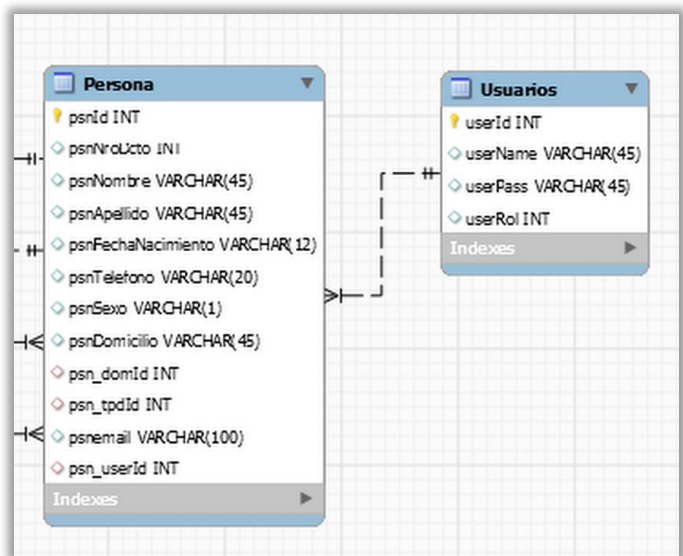 Persona
psnId INT
psnNroDcto INT
psnNombre VARCHAR(45)
psnApellido VARCHAR(45)
psnFechaNacimiento VARCHAR(12)
psnTelefono VARCHAR(20)
psnSexo VARCHAR(1)
psnDomicilio VARCHAR(45)
psn_domId INT
psn_tpdId INT
psnemail VARCHAR(100)
psn_userId INT
Indexes
Usuarios
userId INT
userName VARCHAR(45)
userPass VARCHAR(45)
userRol INT
Indexes